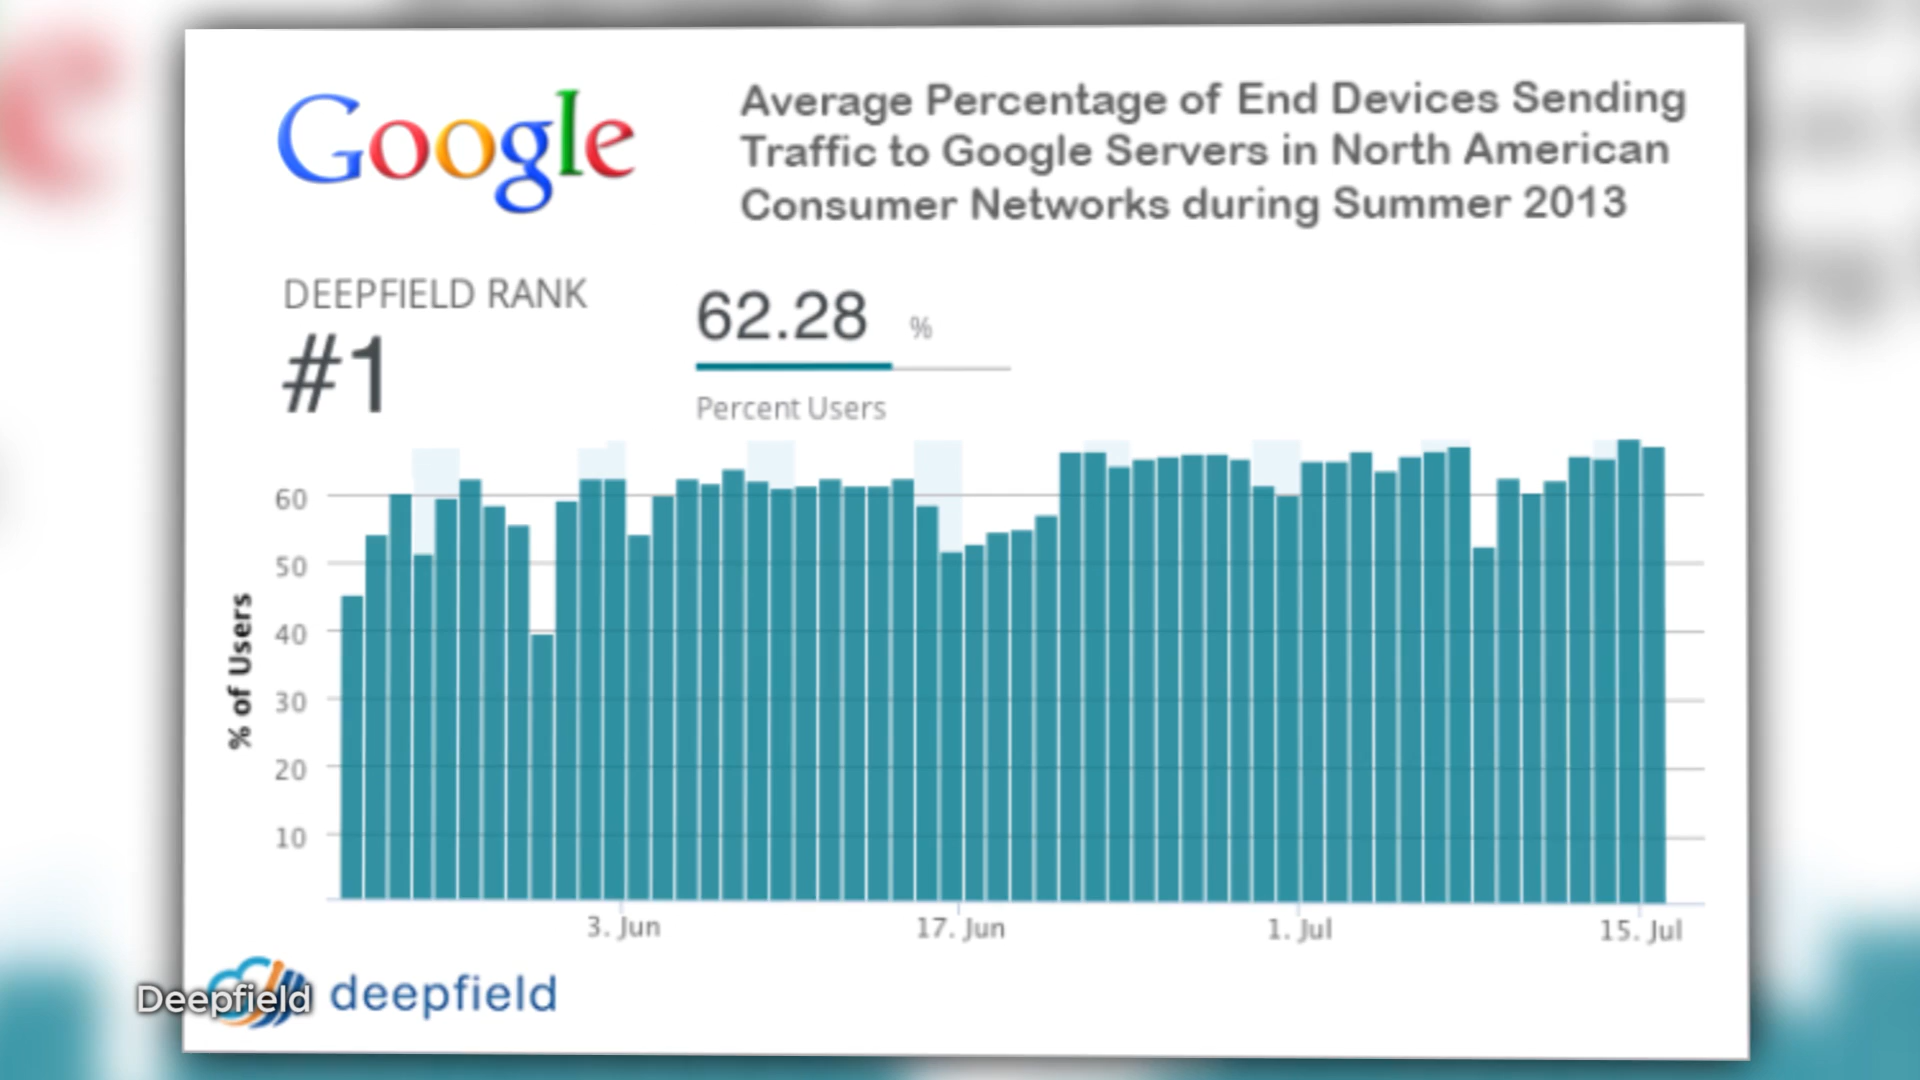 Google
Average Percentage of End Devices Sending
Traffic to Google Servers in North American
Consumer Networks during Summer 2013
DEEPFIELD RANK
#1
62.28 %
Percent Users
% of Users
60
50
40
30
20
10
3. Jun 17. Jun 1. Jul 15. Jul
Deepfield
deepfield